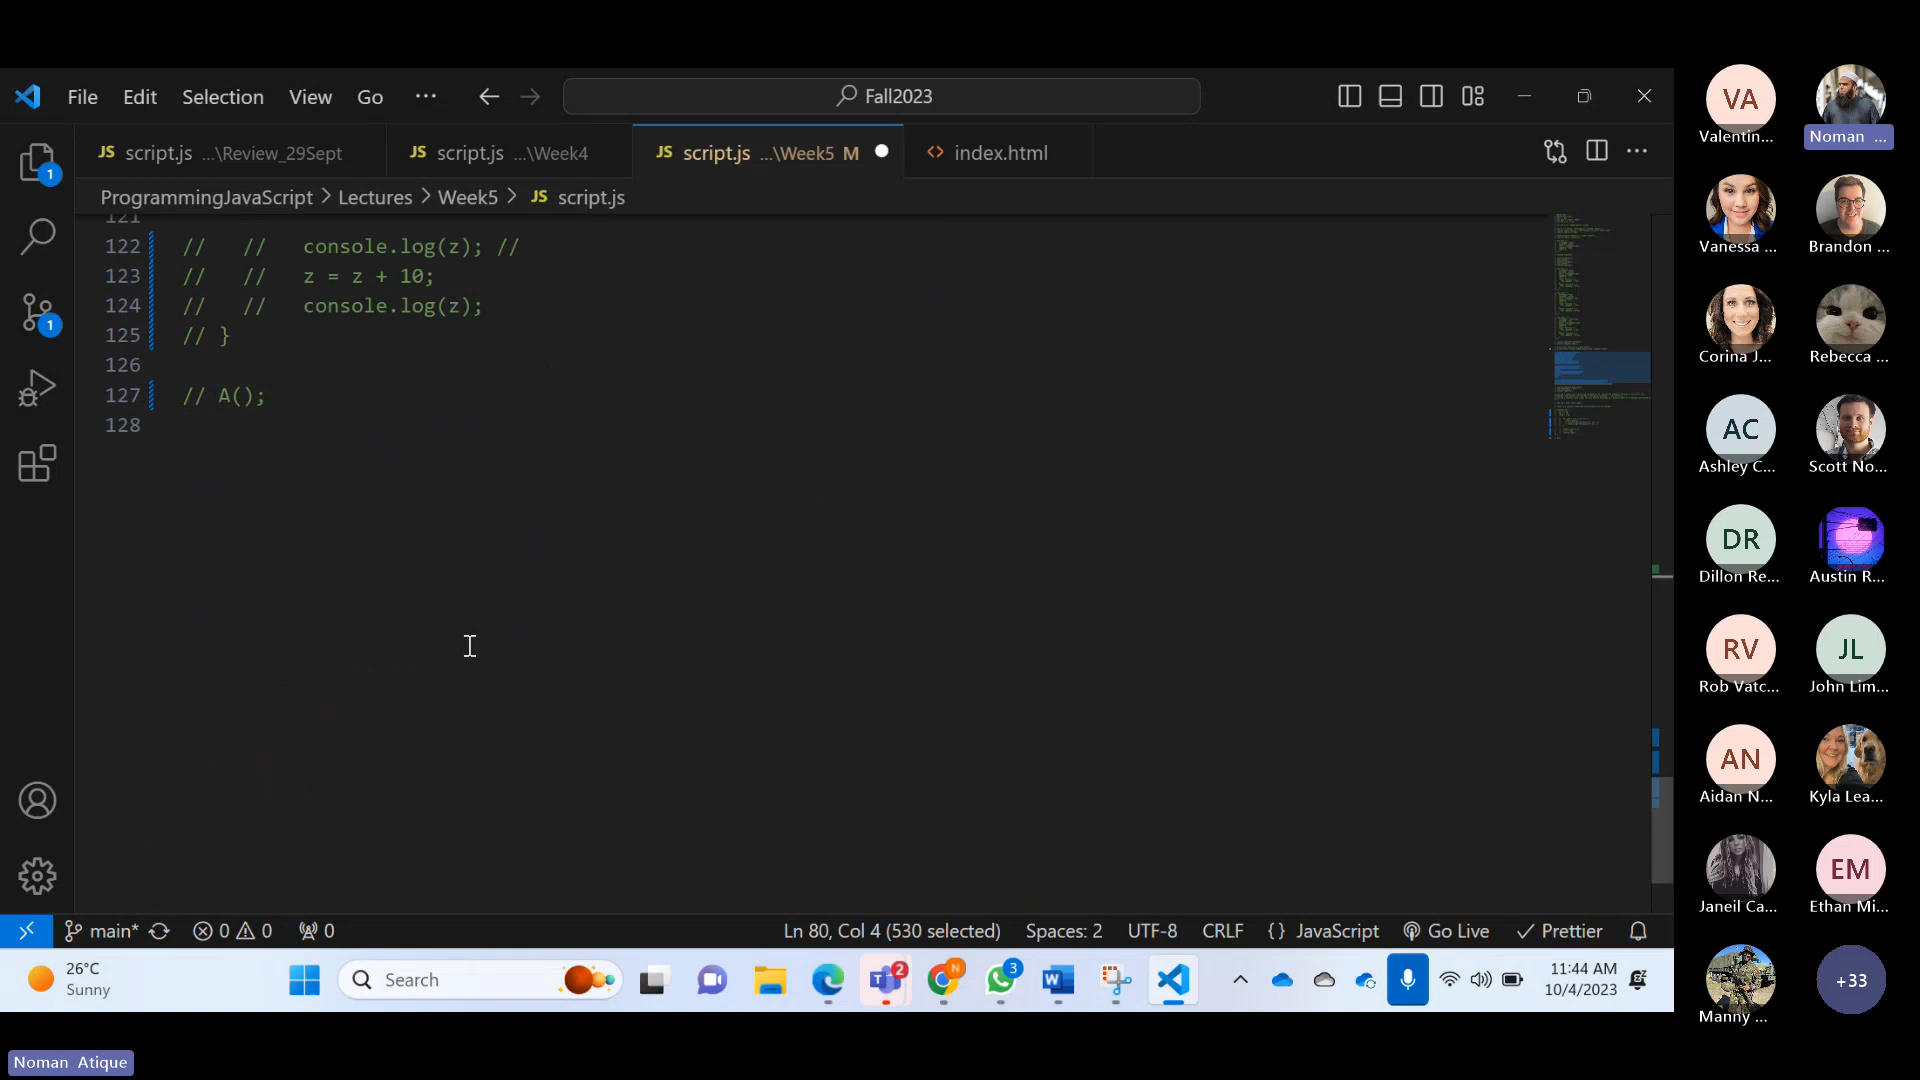 File Edit Selection View Go ··· Fall2023
JS script.js ...\Review_29Sept JS script.js ...\Week4 JS script.js ...\Week5 M <> index.html
ProgrammingJavaScript > Lectures > Week5 > JS script.js
121
122 // // console.log(z); //
123 // // z = z + 10;
124 // // console.log(z);
125 // }
126
127 // A();
128
1
1
main* 0 0 0 Ln 80, Col 4 (530 selected) Spaces: 2 UTF-8 CRLF {} JavaScript Go Live Prettier
26°C
Sunny
Search
2
N
3
11:44 AM
10/4/2023
Noman Atique
VA
Valentin...
Noman ...
Vanessa ...
Brandon ...
Corina J...
Rebecca ...
AC
Ashley C...
Scott No...
DR
Dillon Re...
Austin R...
RV
Rob Vatc...
JL
John Lim...
AN
Aidan N...
Kyla Lea...
Janeil Ca...
EM
Ethan Mi...
Manny ...
+33